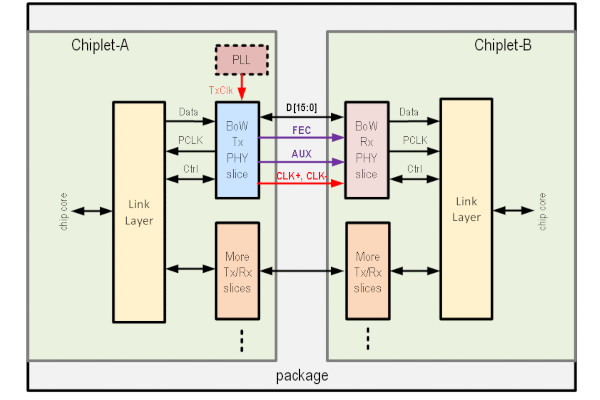 Chiplet-A
Chiplet-B
PLL
TxClk
Data
PCLK
Ctrl
BoW
Tx
PHY
slice
D[15:0]
FEC
AUX
CLK+, CLK-
BoW
Rx
PHY
slice
Data
PCLK
Ctrl
chip core
Link
Layer
Link
Layer
chip core
More
Tx/Rx
slices
More
Tx/Rx
slices
package